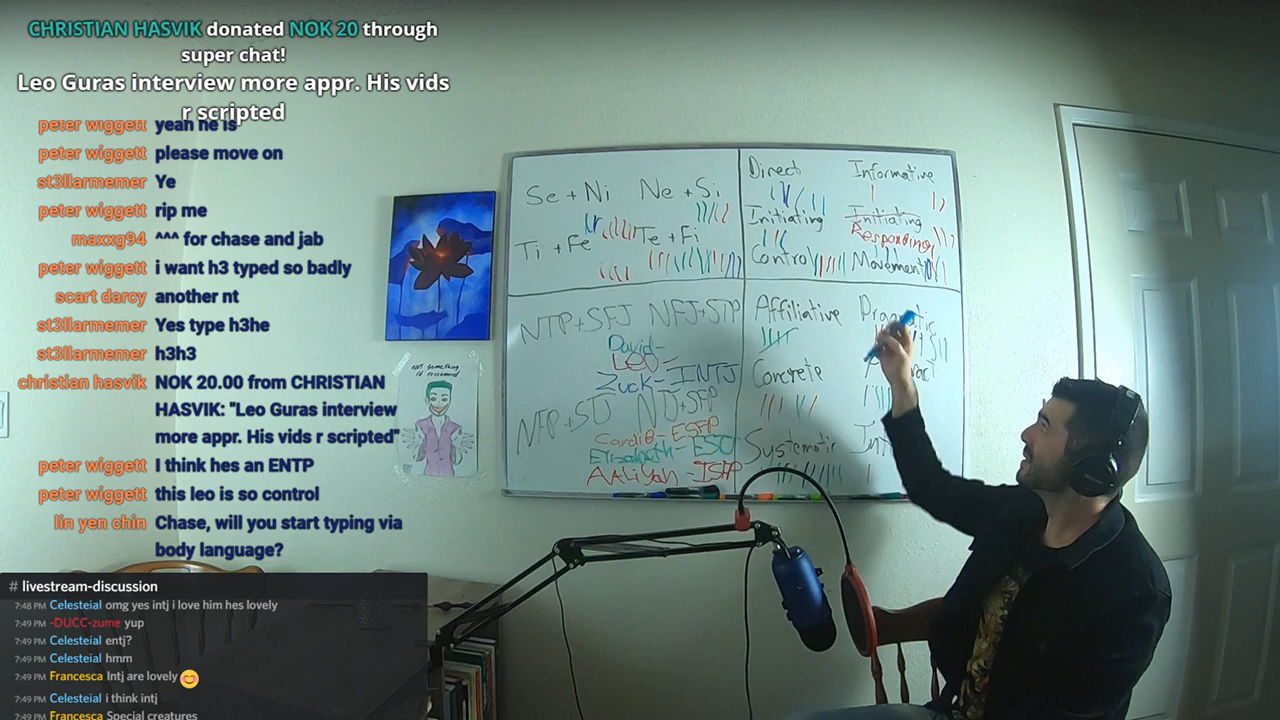 CHRISTIAN HASVIK donated NOK 20 through
super chat!
Leo Guras interview more appr. His vids
r scripted
peter wiggett yeah he is
peter wiggett please move on
st3llarmemer Ye
peter wiggett rip me
maxxg94 ^^^ for chase and jab
peter wiggett i want h3 typed so badly
scart darcy another nt
st3llarmemer Yes type h3he
st3llarmemer h3h3
christian hasvik NOK 20.00 from CHRISTIAN
HASVIK: "Leo Guras interview
more appr. His vids r scripted"
peter wiggett I think hes an ENTP
peter wiggett this leo is so control
lin yen chin Chase, will you start typing via
body language?
# livestream-discussion
7:48 PM Celesteial omg yes intj i love him hes lovely
7:49 PM -DUCC-zume yup
7:49 PM Celesteial entj?
7:49 PM Celesteial hmm
7:49 PM Francesca Intj are lovely 😊
7:49 PM Celesteial i think intj
7:49 PM Francesca Special creatures
NOT something
i'd recommend
Se + Ni Ne + Si
Ti + Fe Te + Fi
Direct Informative
Initiating Initiating
Responding
Control Movement
NTP+SFJ NFJ+STP
David-
Leo-
Zuck-INTJ
NFP+STJ NTJ+SFP
Cardi B-ESFP
Elizabeth-
Aaliyah-ISFP
Affiliative Pragmatic
Concrete
Systematic